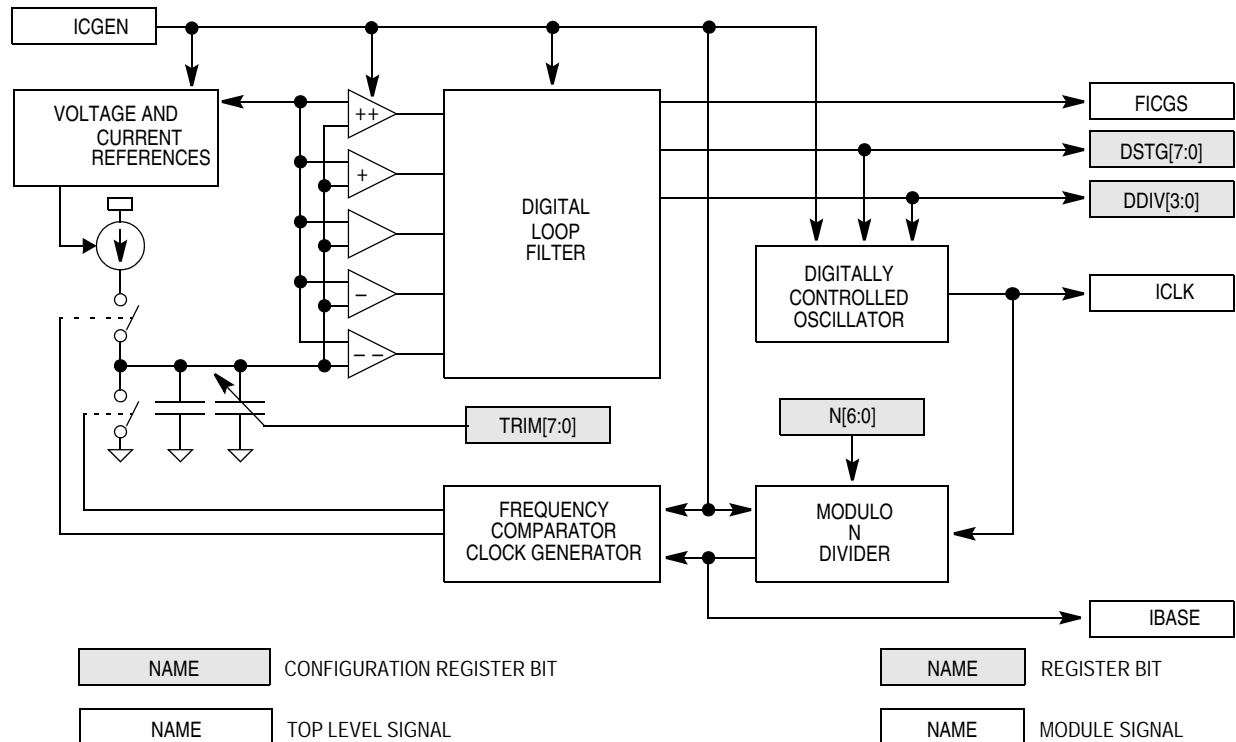 ICGEN
VOLTAGE AND
CURRENT
REFERENCES
++
+
–
– –
DIGITAL
LOOP
FILTER
FICGS
DSTG[7:0]
DDIV[3:0]
DIGITALLY
CONTROLLED
OSCILLATOR
ICLK
TRIM[7:0]
N[6:0]
FREQUENCY
COMPARATOR
CLOCK GENERATOR
MODULO
N
DIVIDER
IBASE
NAME CONFIGURATION REGISTER BIT
NAME REGISTER BIT
NAME TOP LEVEL SIGNAL
NAME MODULE SIGNAL